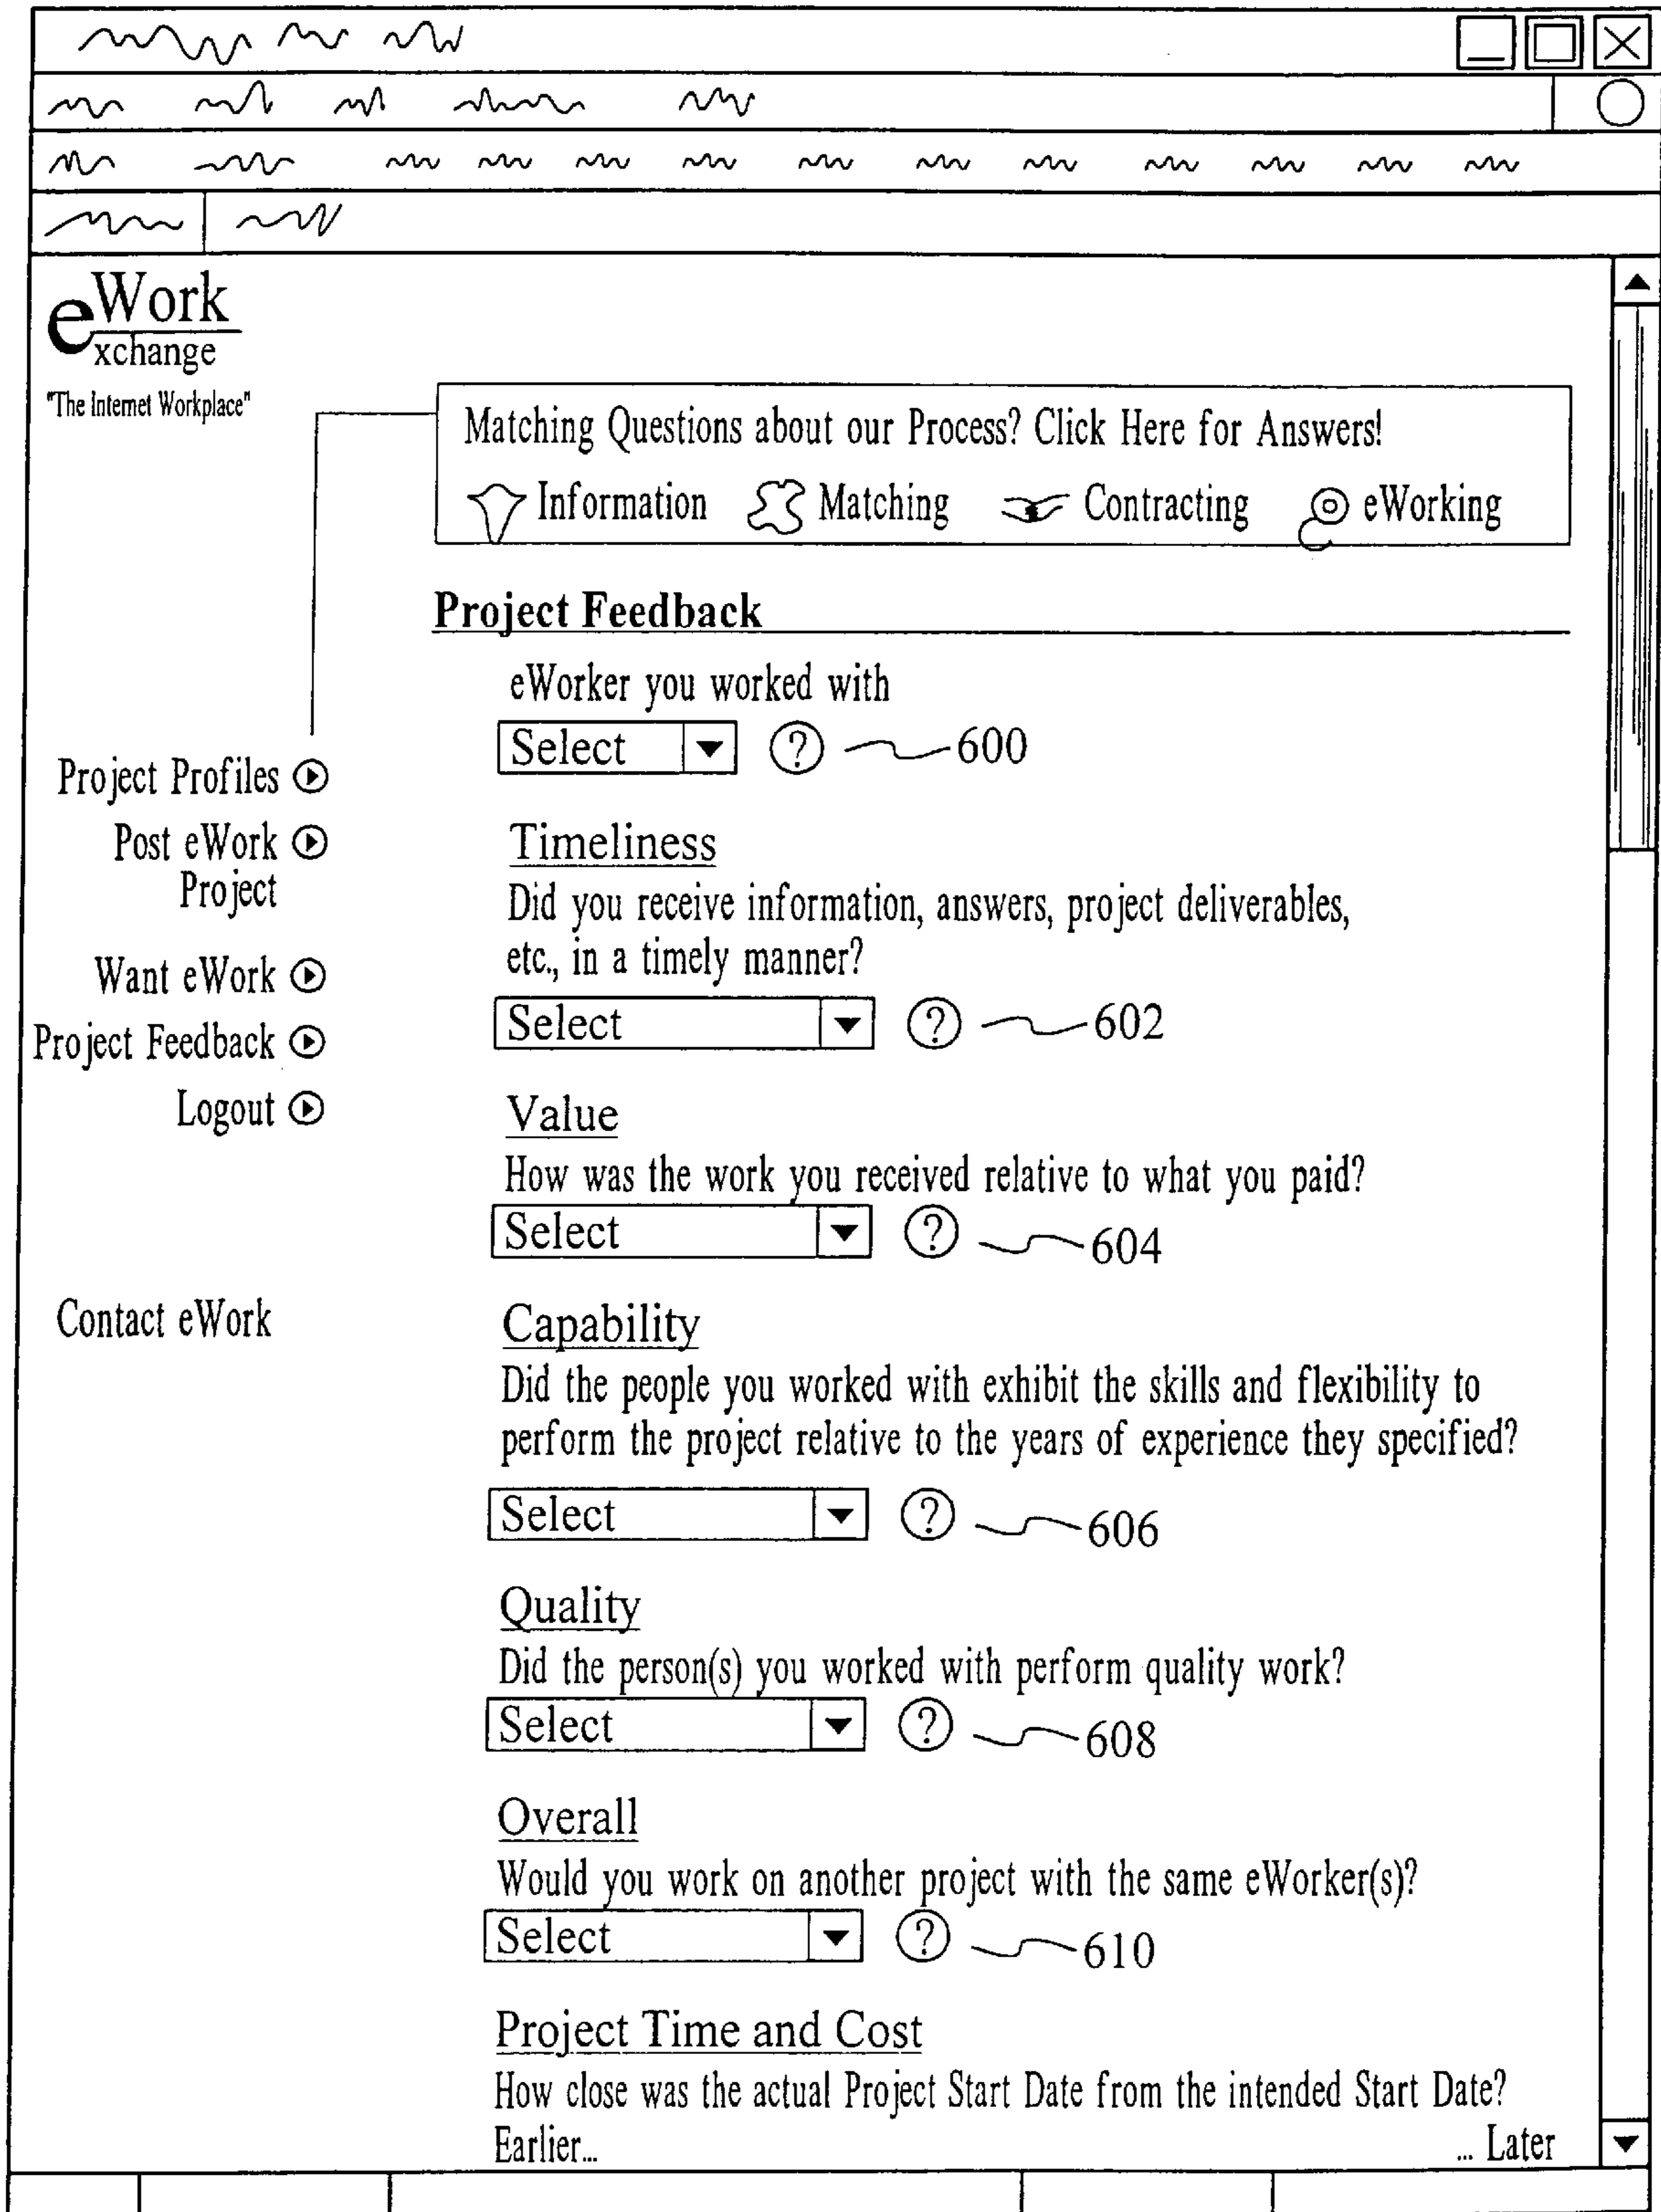 eWork
xchange
"The Internet Workplace"
Matching Questions about our Process? Click Here for Answers!
Information Matching Contracting eWorking
Project Feedback
eWorker you worked with
Select ? 600
Project Profiles
Post eWork
Project
Want eWork
Project Feedback
Logout
Contact eWork
Timeliness
Did you receive information, answers, project deliverables,
etc., in a timely manner?
Select ? 602
Value
How was the work you received relative to what you paid?
Select ? 604
Capability
Did the people you worked with exhibit the skills and flexibility to
perform the project relative to the years of experience they specified?
Select ? 606
Quality
Did the person(s) you worked with perform quality work?
Select ? 608
Overall
Would you work on another project with the same eWorker(s)?
Select ? 610
Project Time and Cost
How close was the actual Project Start Date from the intended Start Date?
Earlier... ... Later